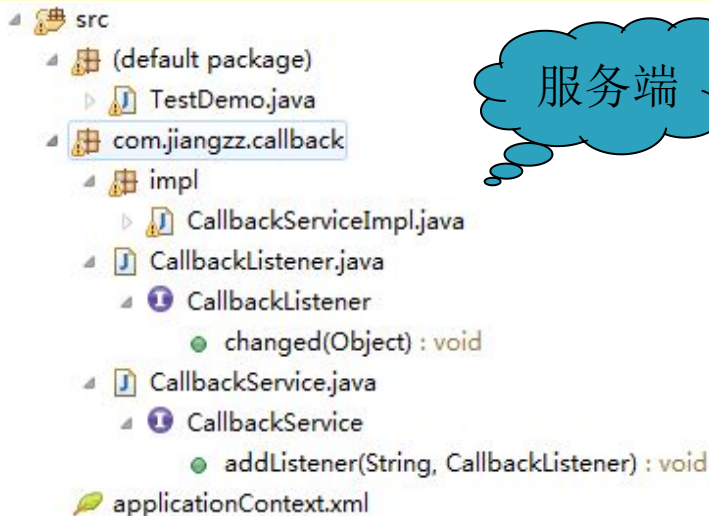 src
(default package)
TestDemo.java
服务端
com.jiangzz.callback
impl
CallbackServiceImpl.java
CallbackListener.java
CallbackListener
changed(Object) : void
CallbackService.java
CallbackService
addListener(String, CallbackListener) : void
applicationContext.xml